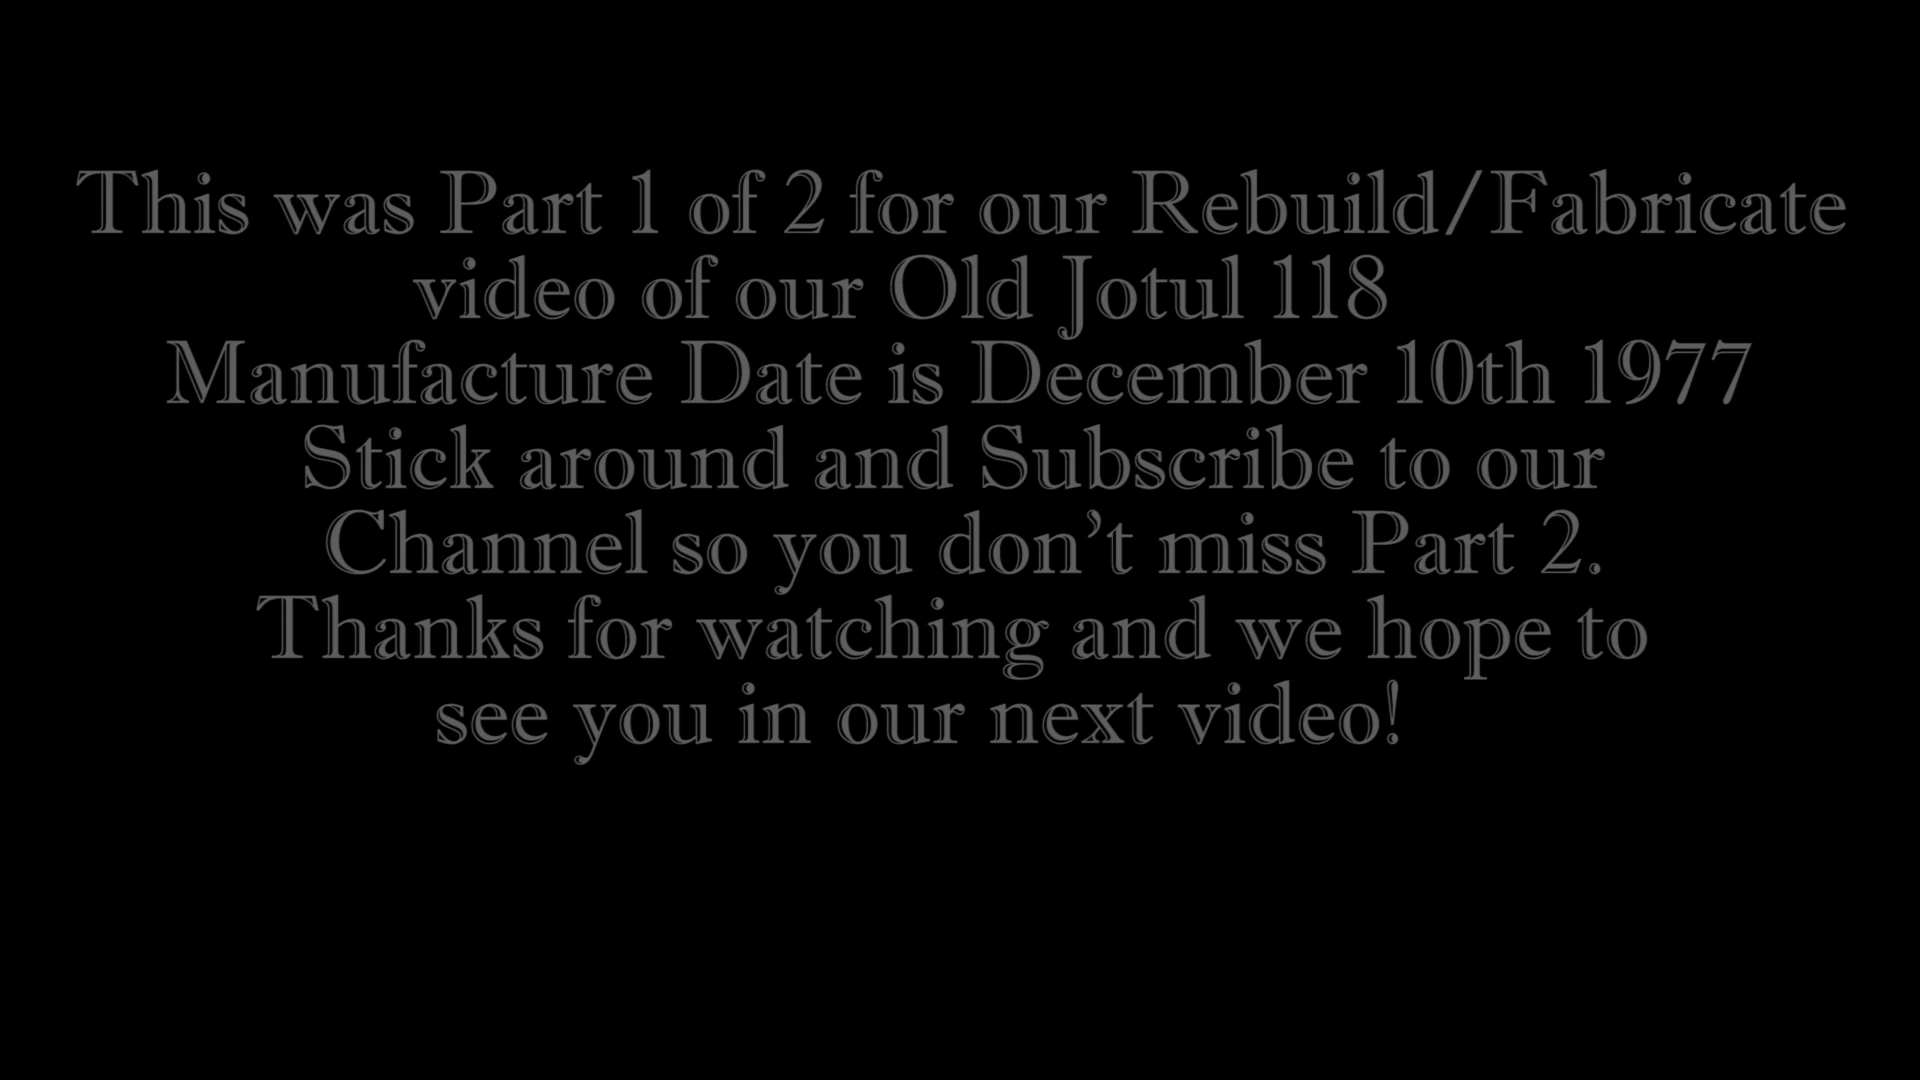 This was Part 1 of 2 for our Rebuild/Fabricate
video of our Old Jotul 118
Manufacture Date is December 10th 1977
Stick around and Subscribe to our
Channel so you don’t miss Part 2.
Thanks for watching and we hope to
see you in our next video!